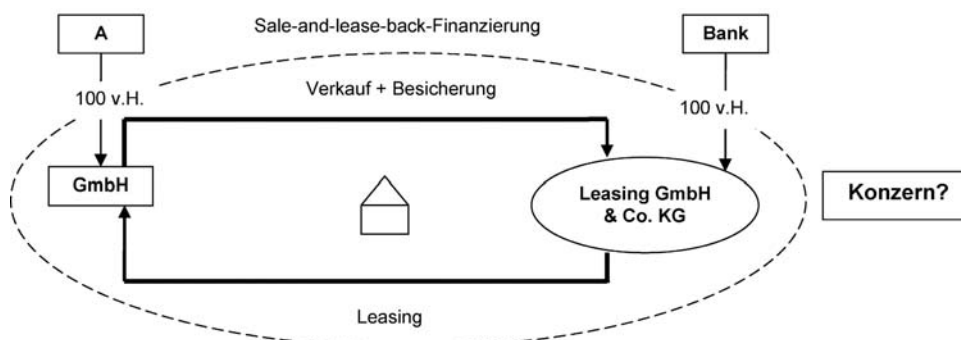 Sale-and-lease-back-Finanzierung
A
Bank
Verkauf + Besicherung
100 v.H.
100 v.H.
GmbH
Leasing GmbH
& Co. KG
Konzern?
Leasing